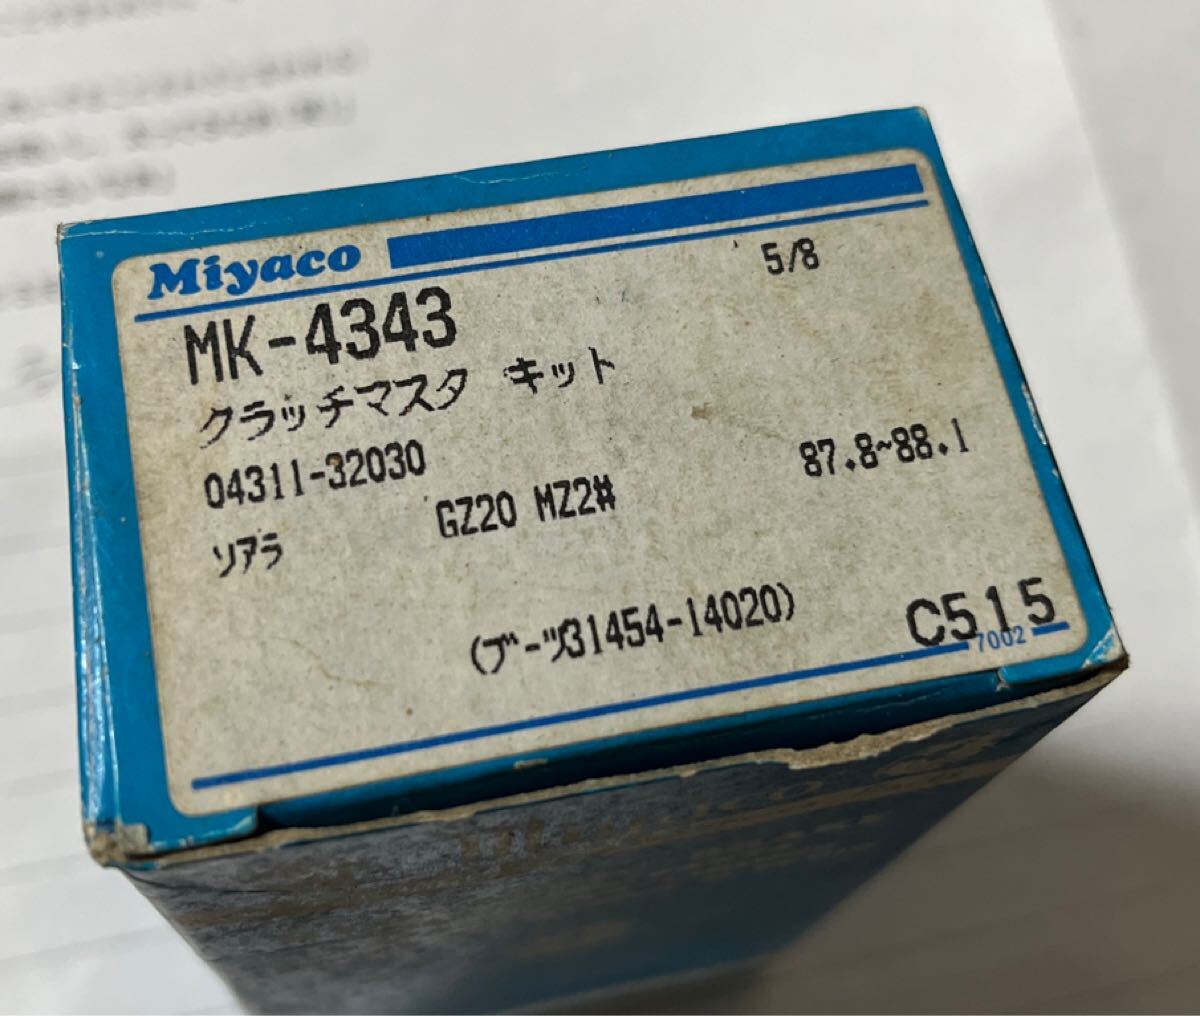 Miyaco
5/8
MK-4343
クラッチマスタ キット
04311-32030
87.8~88.1
GZ20 MZ2#
ソアラ
(ブーツ31454-14020)
C515
7002